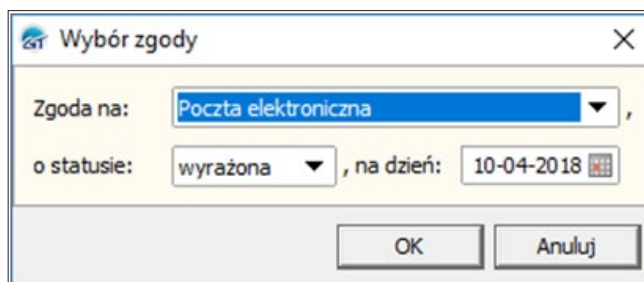 Wybór zgody
Zgoda na: Poczta elektroniczna ,
o statusie: wyrażona , na dzień: 10-04-2018
OK Anuluj